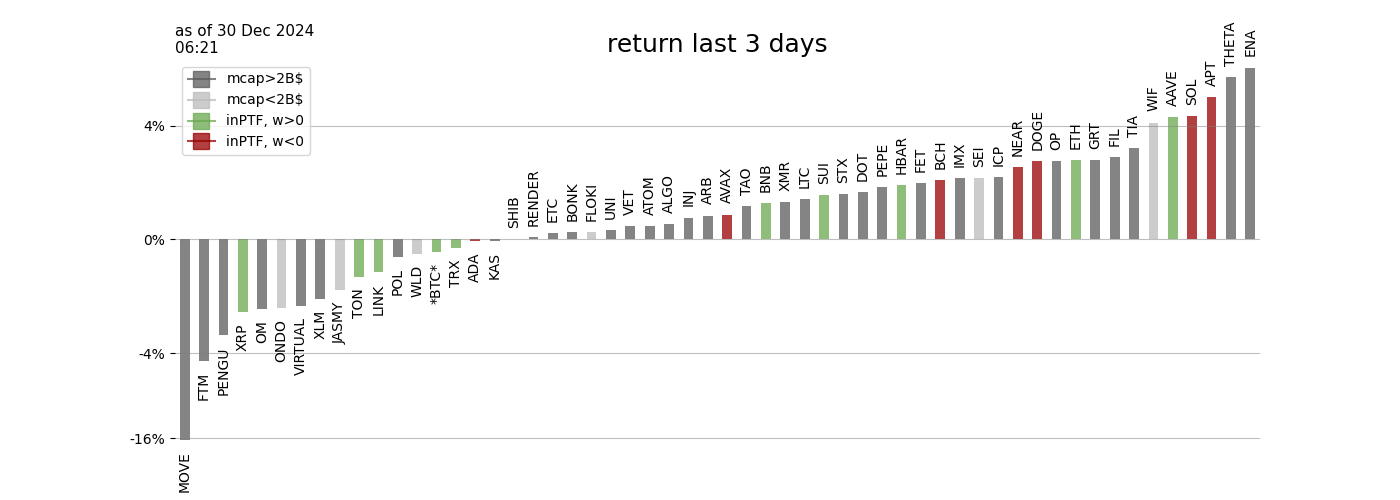 as of 30 Dec 2024
06:21
return last 3 days
mcap>2B$
mcap<2B$
inPTF, w>0
inPTF, w<0
4%
0%
-4%
-16%
MOVE
FTM
PENGU
XRP
OM
ONDO
VIRTUAL
XLM
JASMY
TON
LINK
POL
WLD
*BTC*
TRX
ADA
KAS
SHIB
RENDER
ETC
BONK
FLOKI
UNI
VET
ATOM
ALGO
INJ
ARB
AVAX
TAO
BNB
XMR
LTC
SUI
STX
DOT
PEPE
HBAR
FET
BCH
IMX
SEI
ICP
NEAR
DOGE
OP
ETH
GRT
FIL
TIA
WIF
AAVE
SOL
APT
THETA
ENA